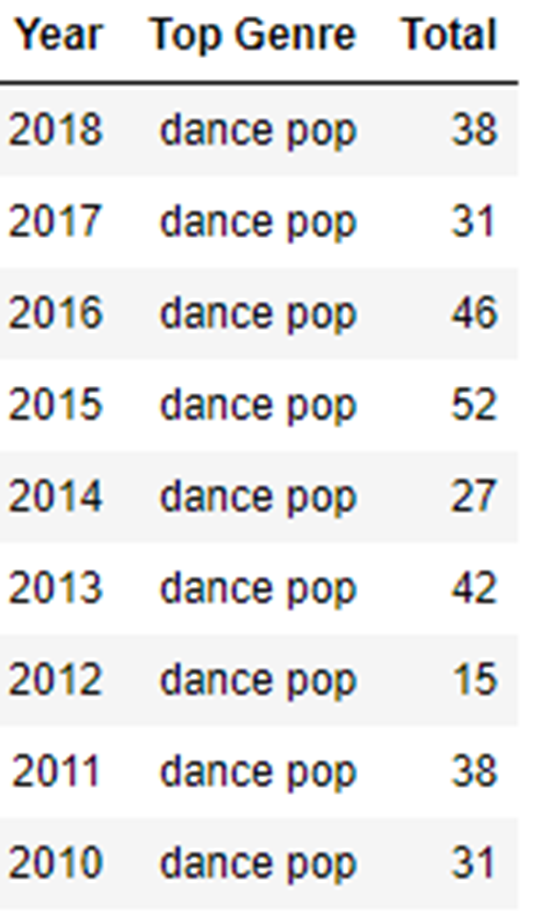 Year Top Genre Total
2018 dance pop 38
2017 dance pop 31
2016 dance pop 46
2015 dance pop 52
2014 dance pop 27
2013 dance pop 42
2012 dance pop 15
2011 dance pop 38
2010 dance pop 31